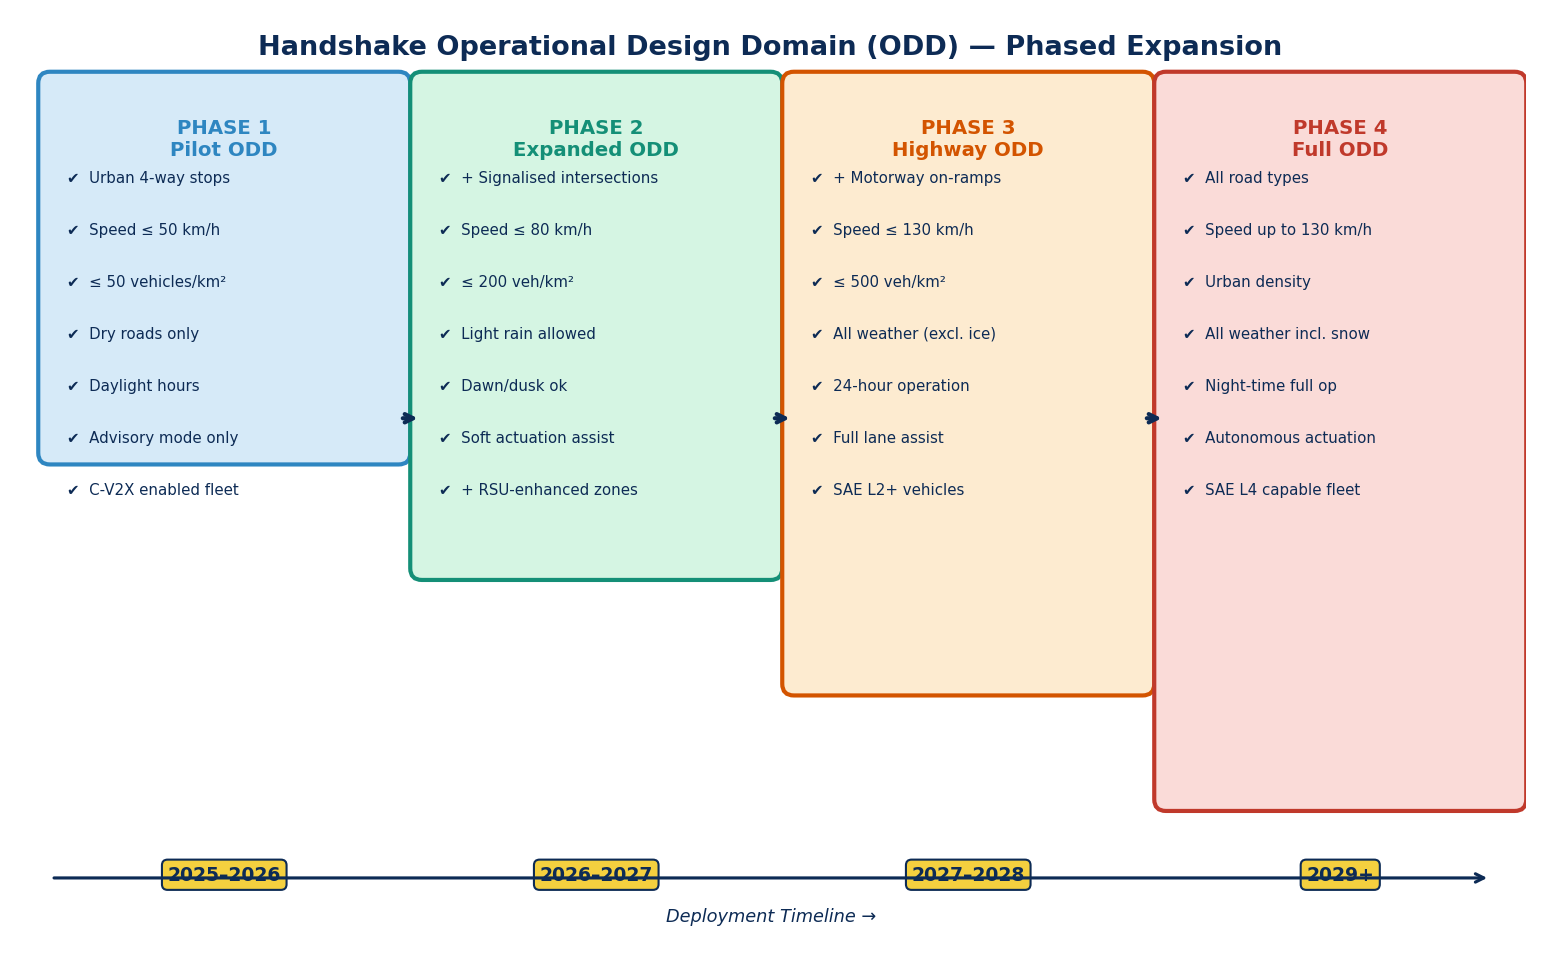 Handshake Operational Design Domain (ODD) — Phased Expansion
PHASE 1
Pilot ODD
✔ Urban 4-way stops
✔ Speed ≤ 50 km/h
✔ ≤ 50 vehicles/km²
✔ Dry roads only
✔ Daylight hours
✔ Advisory mode only
✔ C-V2X enabled fleet
PHASE 2
Expanded ODD
✔ + Signalised intersections
✔ Speed ≤ 80 km/h
✔ ≤ 200 veh/km²
✔ Light rain allowed
✔ Dawn/dusk ok
✔ Soft actuation assist
✔ + RSU-enhanced zones
PHASE 3
Highway ODD
✔ + Motorway on-ramps
✔ Speed ≤ 130 km/h
✔ ≤ 500 veh/km²
✔ All weather (excl. ice)
✔ 24-hour operation
✔ Full lane assist
✔ SAE L2+ vehicles
PHASE 4
Full ODD
✔ All road types
✔ Speed up to 130 km/h
✔ Urban density
✔ All weather incl. snow
✔ Night-time full op
✔ Autonomous actuation
✔ SAE L4 capable fleet
2025–2026
2026–2027
2027–2028
2029+
Deployment Timeline →